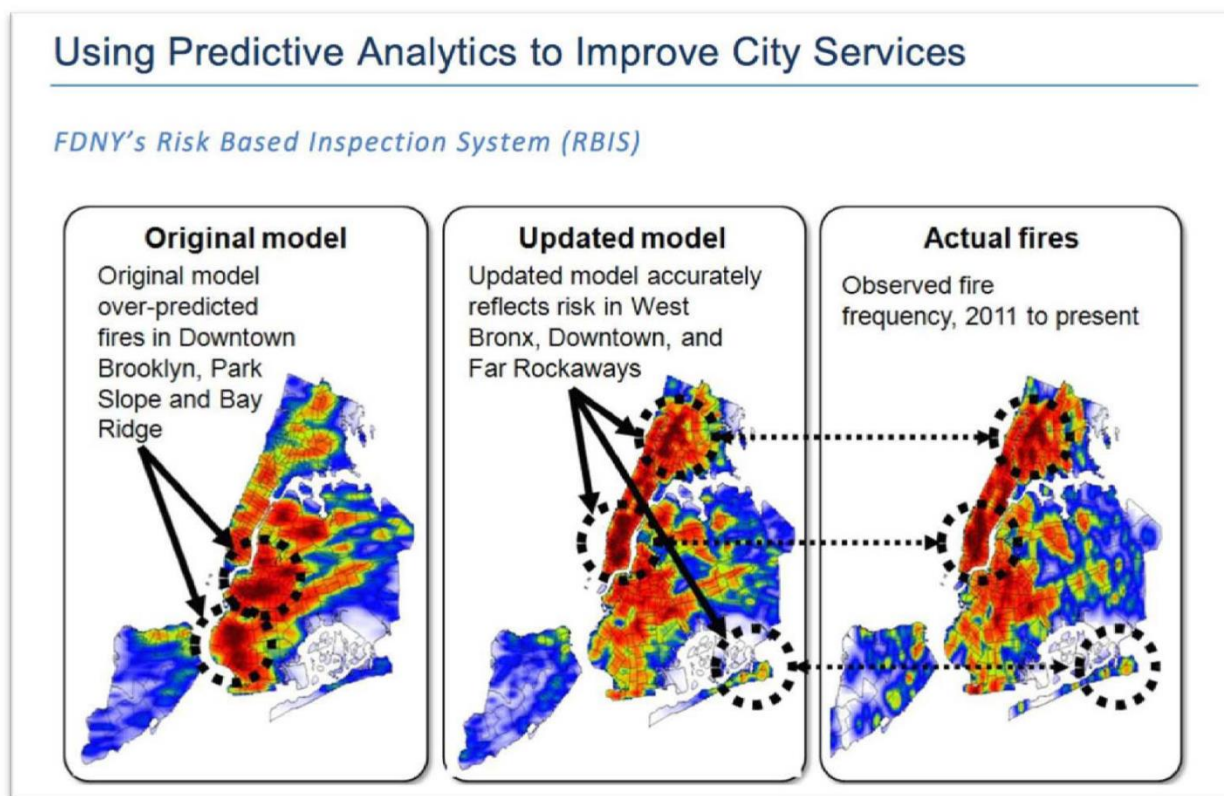 Using Predictive Analytics to Improve City Services
FDNY's Risk Based Inspection System (RBIS)
Original model
Original model
over-predicted
fires in Downtown
Brooklyn, Park
Slope and Bay
Ridge
Updated model
Updated model accurately
reflects risk in West
Bronx, Downtown, and
Far Rockaways
Actual fires
Observed fire
frequency, 2011 to present